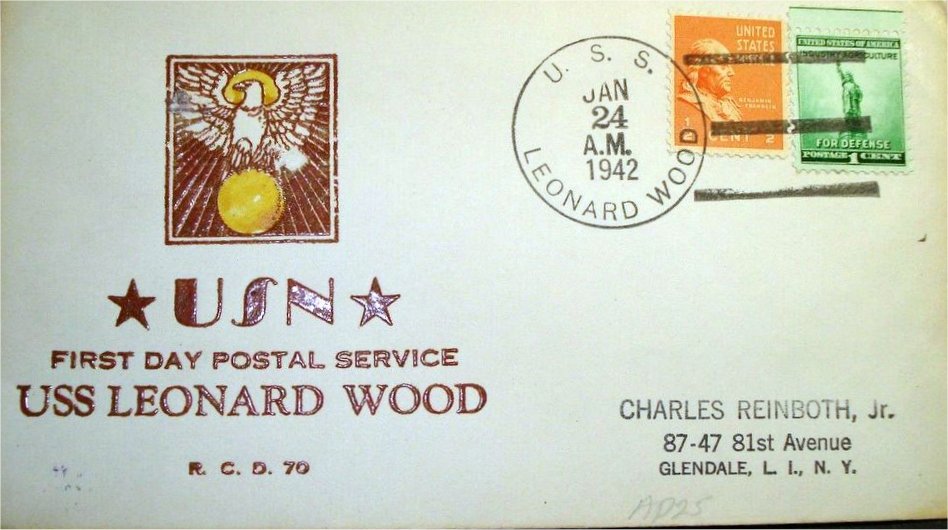 U. S. S.
JAN
24
A.M.
1942
LEONARD WOOD
UNITED
STATES
BENJAMIN
FRANKLIN
1/2 CENT 1/2
UNITED STATES OF AMERICA
INDUSTRY AGRICULTURE
FOR DEFENSE
POSTAGE 1 CENT
★ USN ★
FIRST DAY POSTAL SERVICE
USS LEONARD WOOD
R. C. D. 70
CHARLES REINBOTH, Jr.
87-47 81st Avenue
GLENDALE, L. I., N. Y.
AP25